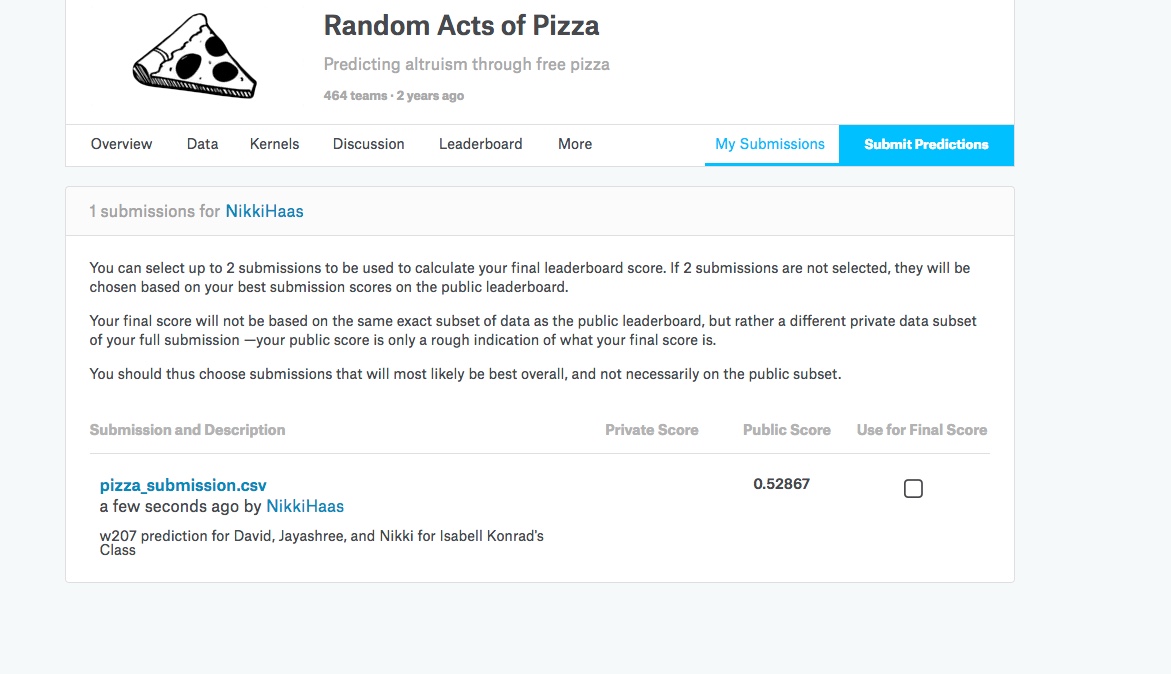 Random Acts of Pizza
Predicting altruism through free pizza
464 teams · 2 years ago
Overview Data Kernels Discussion Leaderboard More My Submissions Submit Predictions
1 submissions for NikkiHaas
You can select up to 2 submissions to be used to calculate your final leaderboard score. If 2 submissions are not selected, they will be
chosen based on your best submission scores on the public leaderboard.
Your final score will not be based on the same exact subset of data as the public leaderboard, but rather a different private data subset
of your full submission —your public score is only a rough indication of what your final score is.
You should thus choose submissions that will most likely be best overall, and not necessarily on the public subset.
Submission and Description Private Score Public Score Use for Final Score
pizza_submission.csv 0.52867
a few seconds ago by NikkiHaas
w207 prediction for David, Jayashree, and Nikki for Isabell Konrad's
Class